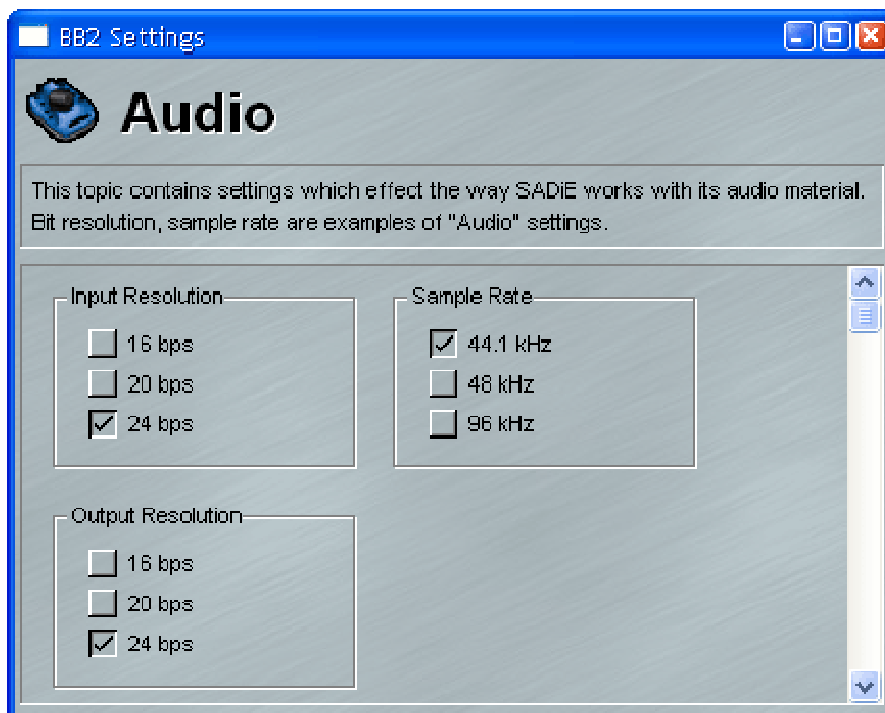 BB2 Settings
Audio
This topic contains settings which effect the way SADiE works with its audio material.
Bit resolution, sample rate are examples of "Audio" settings.
Input Resolution
16 bps
20 bps
24 bps
Sample Rate
44.1 kHz
48 kHz
96 kHz
Output Resolution
16 bps
20 bps
24 bps